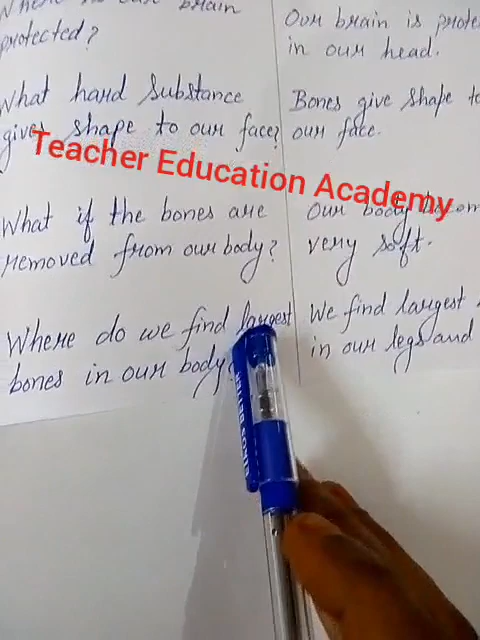 brain
protected?
Our brain is
in our head.
What hard Substance
gives shape to our face?
Bones give shape to
our face.
Teacher Education Academy
What if the bones are
removed from our body?
Our body
very soft.
Where do we find largest
bones in our body
We find largest
in our legs and